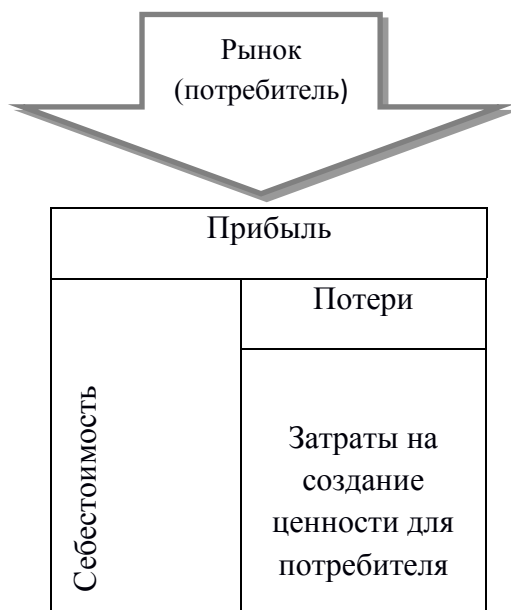 Рынок
(потребитель)
Прибыль
Потери
Себестоимость
Затраты на
создание
ценности для
потребителя